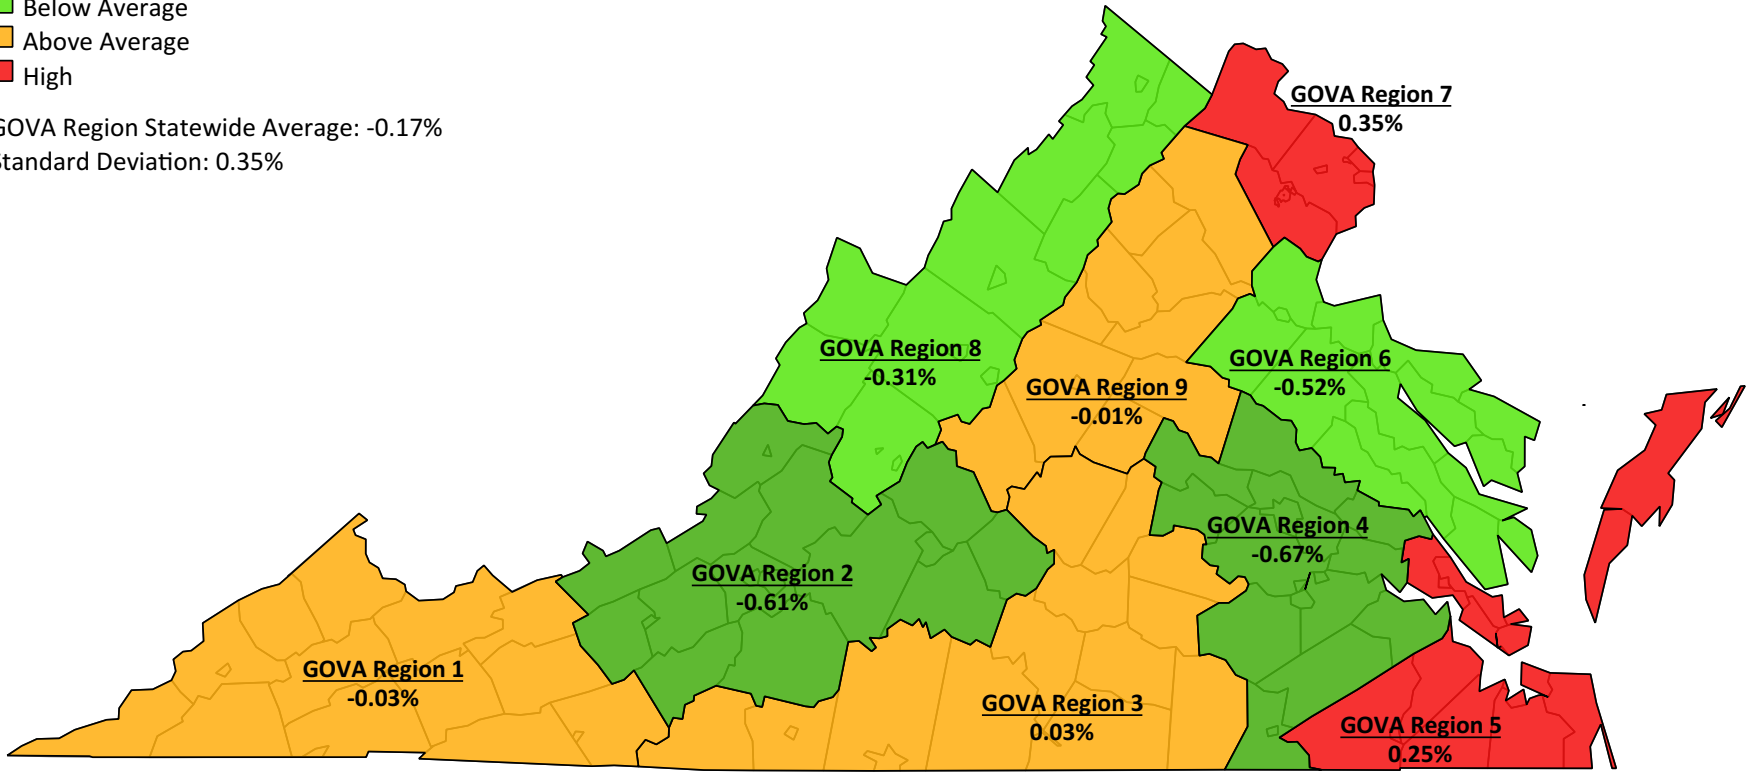 Below Average
Above Average
High
GOVA Region Statewide Average: -0.17%
Standard Deviation: 0.35%
GOVA Region 7
0.35%
GOVA Region 8
-0.31%
GOVA Region 6
-0.52%
GOVA Region 9
-0.01%
GOVA Region 4
-0.67%
GOVA Region 2
-0.61%
GOVA Region 1
-0.03%
GOVA Region 3
0.03%
GOVA Region 5
0.25%